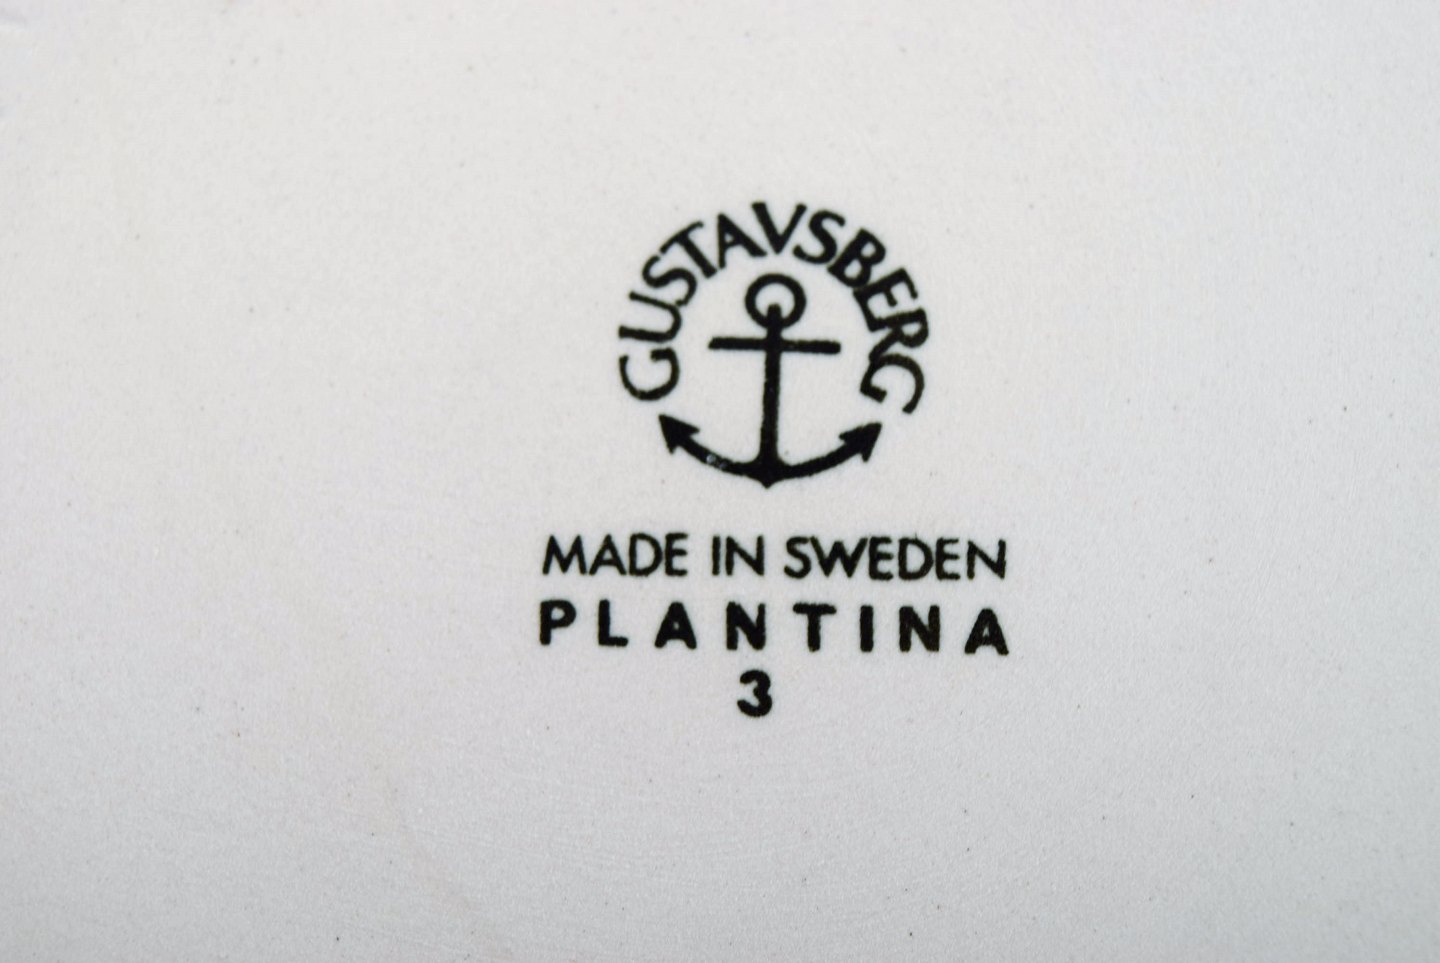 GUSTAVSBERG
MADE IN SWEDEN
PLANTINA
3